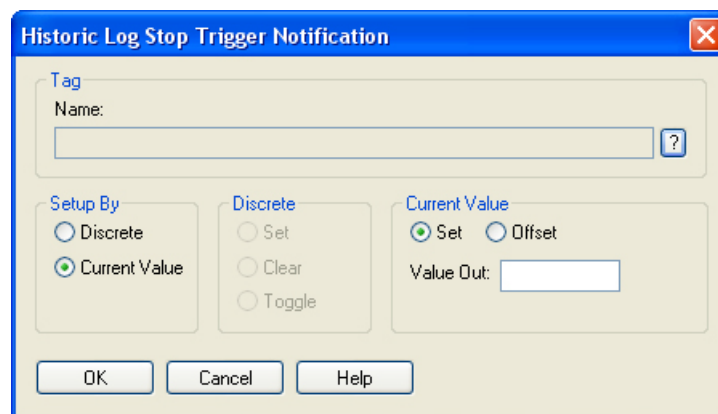 Historic Log Stop Trigger Notification
Tag
Name:
?
Setup By
Discrete
Current Value
Discrete
Set
Clear
Toggle
Current Value
Set Offset
Value Out:
OK Cancel Help